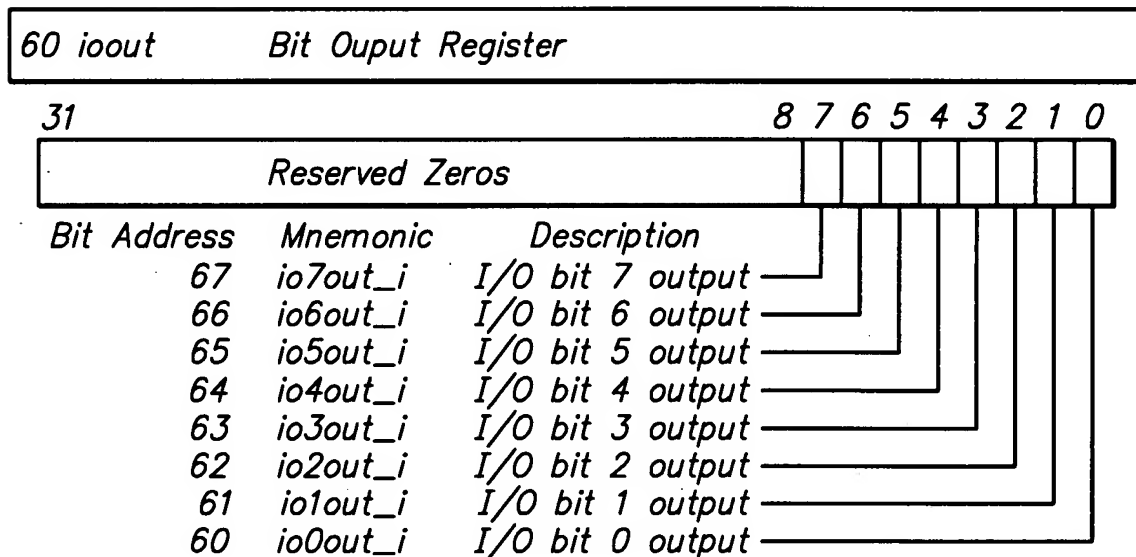 60 ioout Bit Ouput Register
31 8 7 6 5 4 3 2 1 0
Reserved Zeros
Bit Address Mnemonic Description
67 io7out_i I/O bit 7 output
66 io6out_i I/O bit 6 output
65 io5out_i I/O bit 5 output
64 io4out_i I/O bit 4 output
63 io3out_i I/O bit 3 output
62 io2out_i I/O bit 2 output
61 io1out_i I/O bit 1 output
60 io0out_i I/O bit 0 output